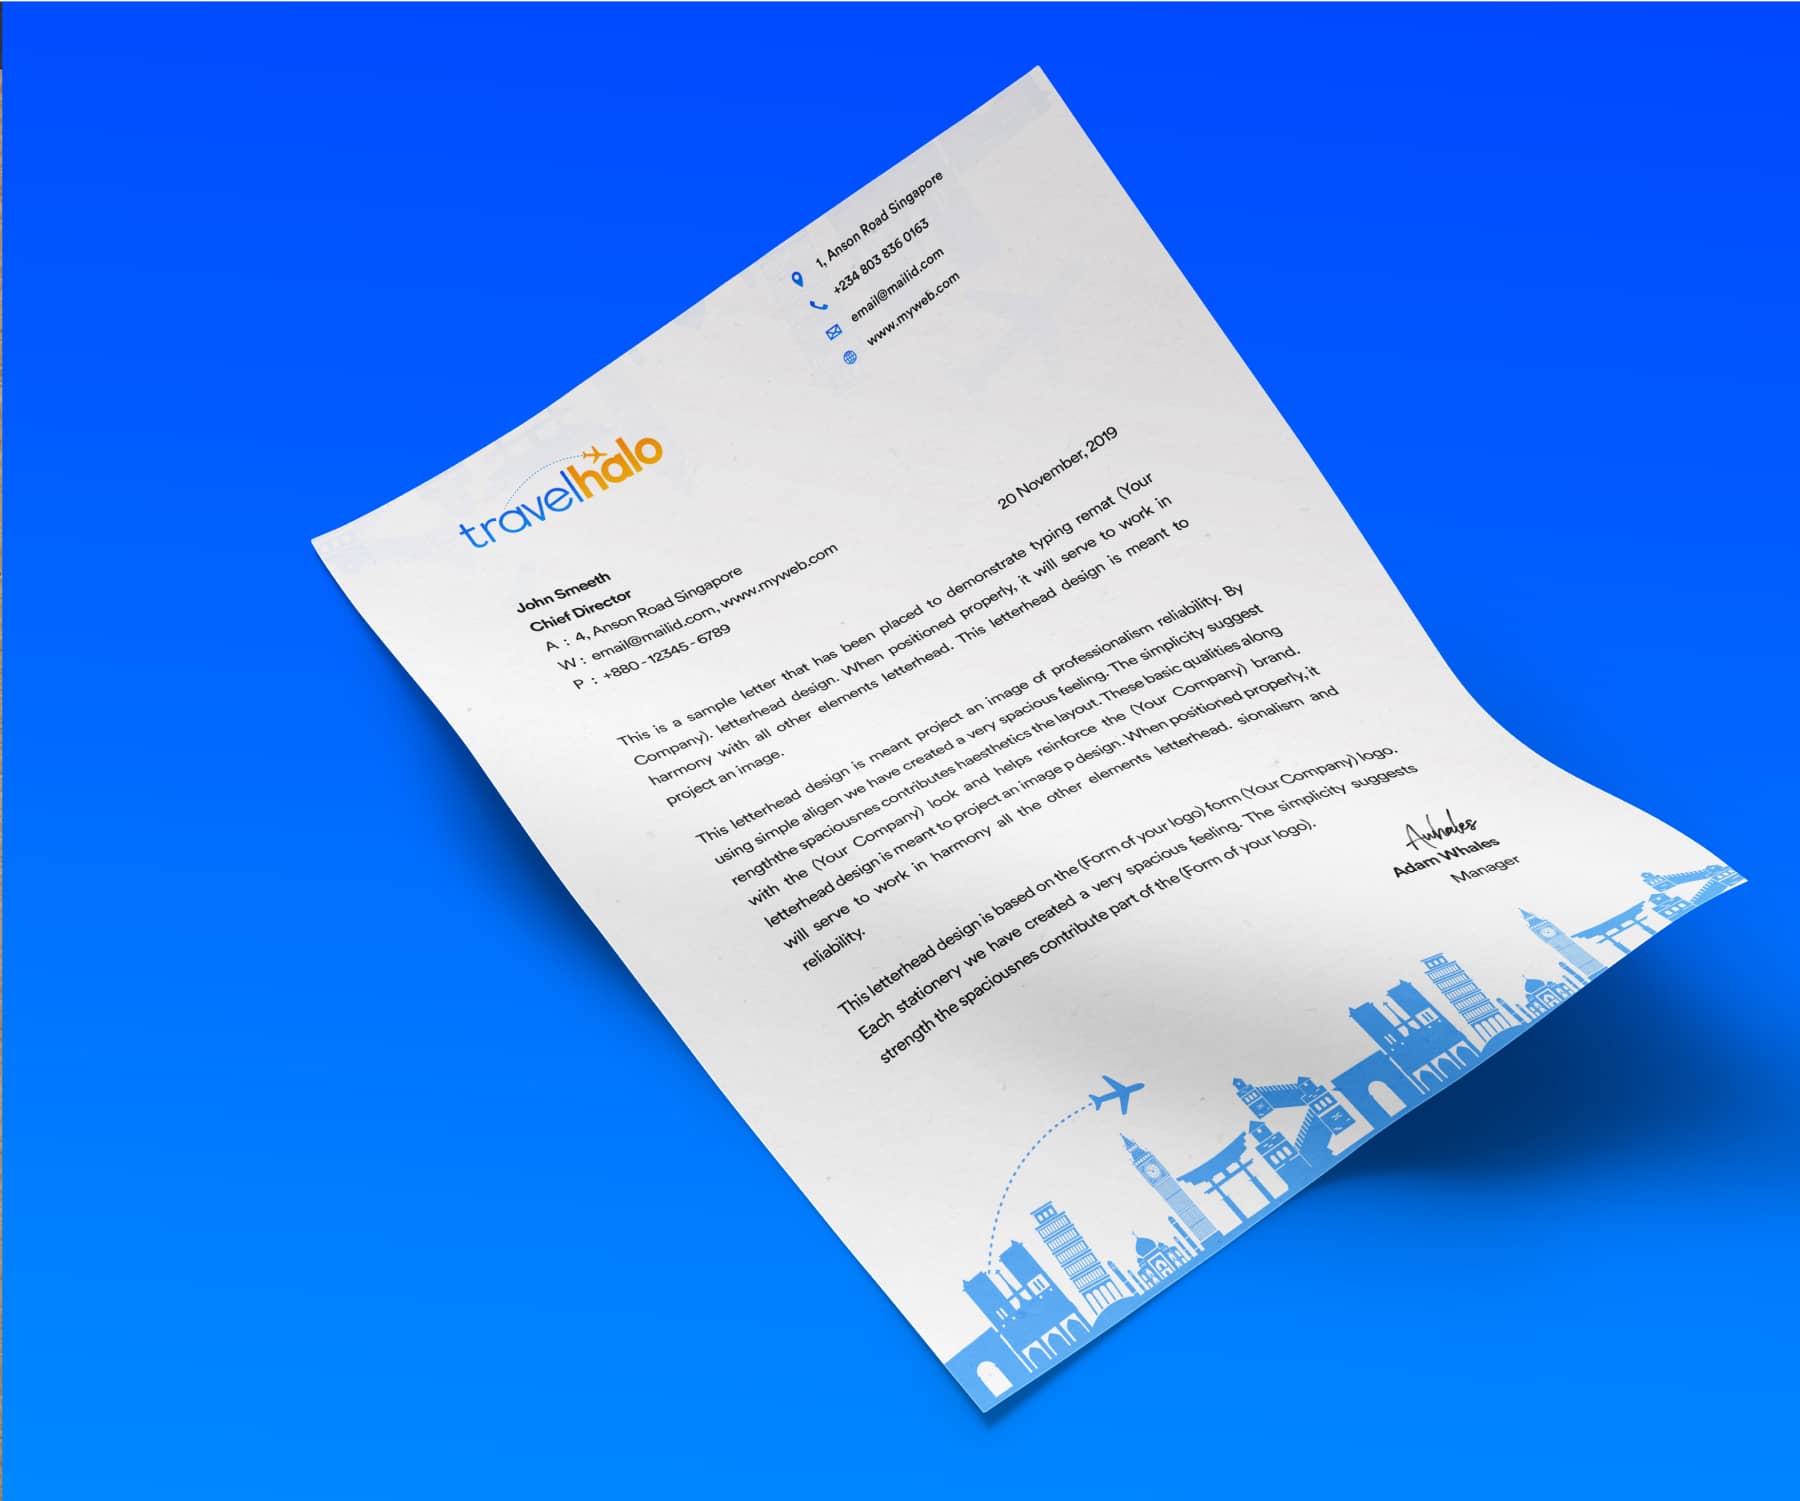 1, Anson Road Singapore
+234 803 836 0163
email@mailid.com
www.myweb.com
travelhalo
20 November, 2019
John Smeeth
Chief Director
A : 4, Anson Road Singapore
W : email@mailid.com, www.myweb.com
P : +880 - 12345 - 6789
This is a sample letter that has been placed to demonstrate typing remat (Your
Company). letterhead design. When positioned properly, it will serve to work in
harmony with all other elements letterhead. This letterhead design is meant to
project an image.
This letterhead design is meant project an image of professionalism reliability. By
using simple aligen we have created a very spacious feeling. The simplicity suggest
rengththe spaciousnes contributes haesthetics the layout. These basic qualities along
with the (Your Company) look and helps reinforce the (Your Company) brand.
letterhead design is meant to project an image p design. When positioned properly, it
will serve to work in harmony all the other elements letterhead. sionalism and
reliability.
This letterhead design is based on the (Form of your logo) form (Your Company) logo.
Each stationery we have created a very spacious feeling. The simplicity suggests
strength the spaciousnes contribute part of the (Form of your logo).
Awhales
Adam Whales
Manager